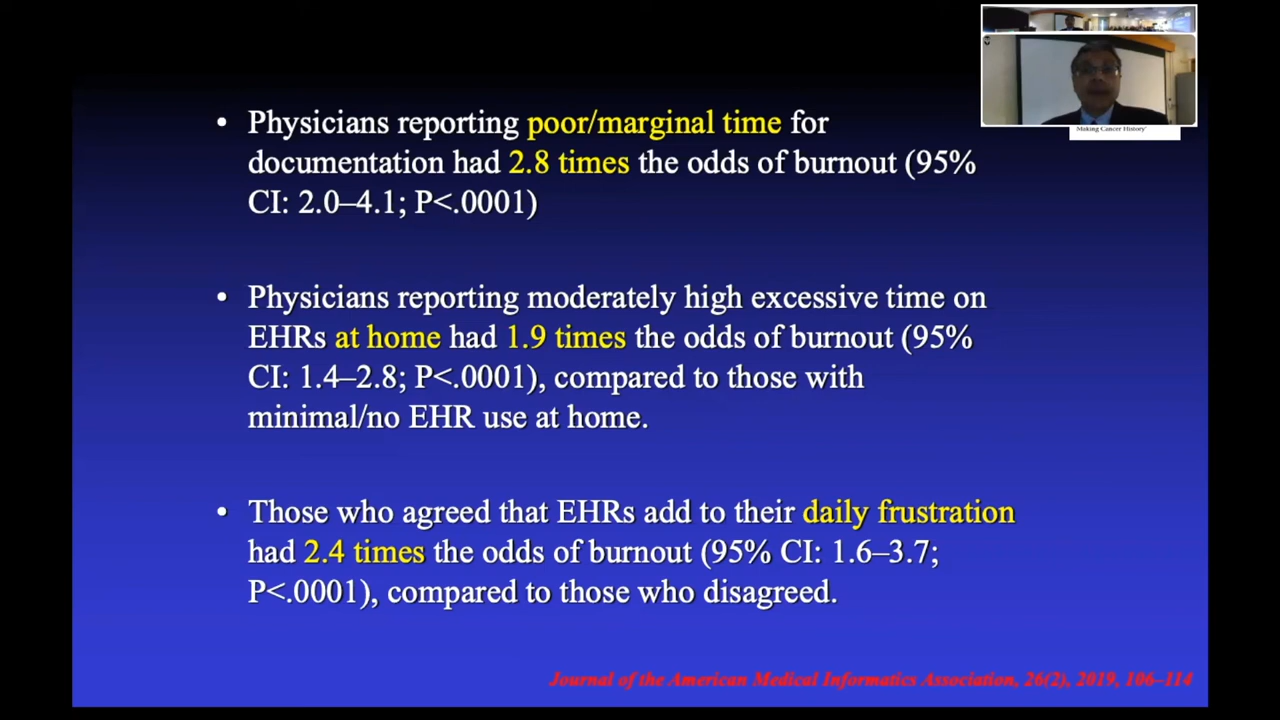 Making Cancer History®
• Physicians reporting poor/marginal time for
documentation had 2.8 times the odds of burnout (95%
CI: 2.0–4.1; P<.0001)
• Physicians reporting moderately high excessive time on
EHRs at home had 1.9 times the odds of burnout (95%
CI: 1.4–2.8; P<.0001), compared to those with
minimal/no EHR use at home.
• Those who agreed that EHRs add to their daily frustration
had 2.4 times the odds of burnout (95% CI: 1.6–3.7;
P<.0001), compared to those who disagreed.
Journal of the American Medical Informatics Association, 26(2), 2019, 106–114